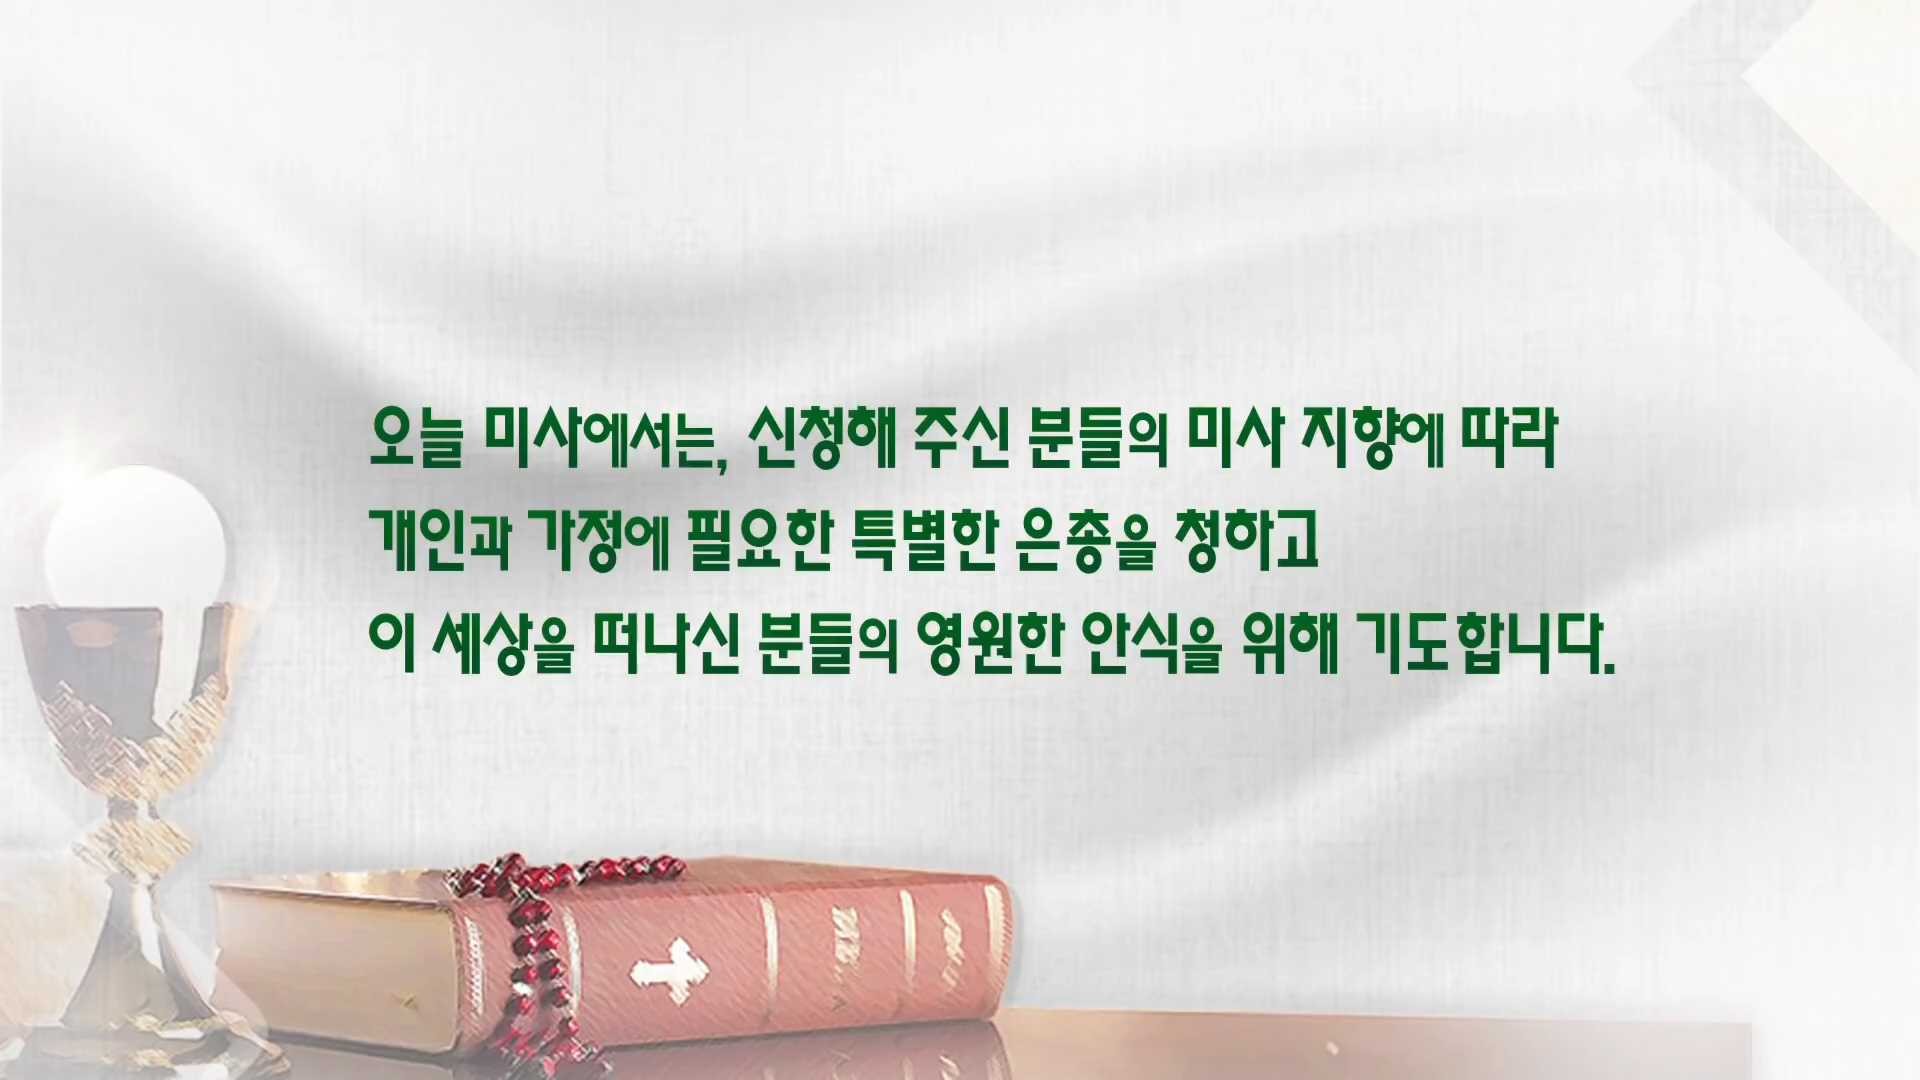 오늘 미사에서는, 신청해 주신 분들의 미사 지향에 따라
개인과 가정에 필요한 특별한 은총을 청하고
이 세상을 떠나신 분들의 영원한 안식을 위해 기도합니다.